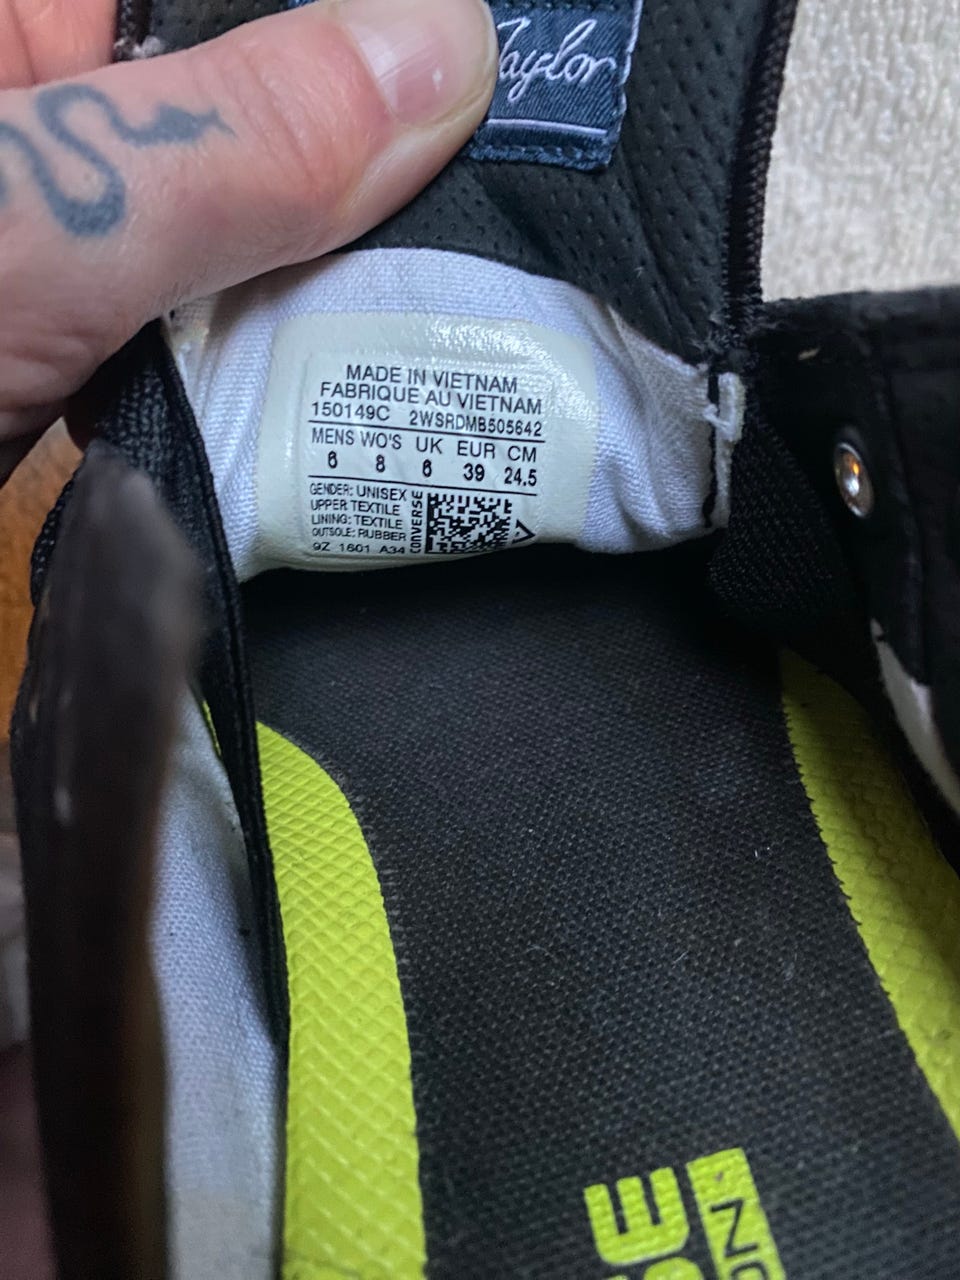 Taylor
MADE IN VIETNAM
FABRIQUE AU VIETNAM
150149C 2WSRDMB505642
MENS WO'S UK EUR CM
6 8 6 39 24.5
GENDER: UNISEX
UPPER TEXTILE
LINING: TEXTILE
OUTSOLE: RUBBER
9Z 1601 A34
CONVERSE